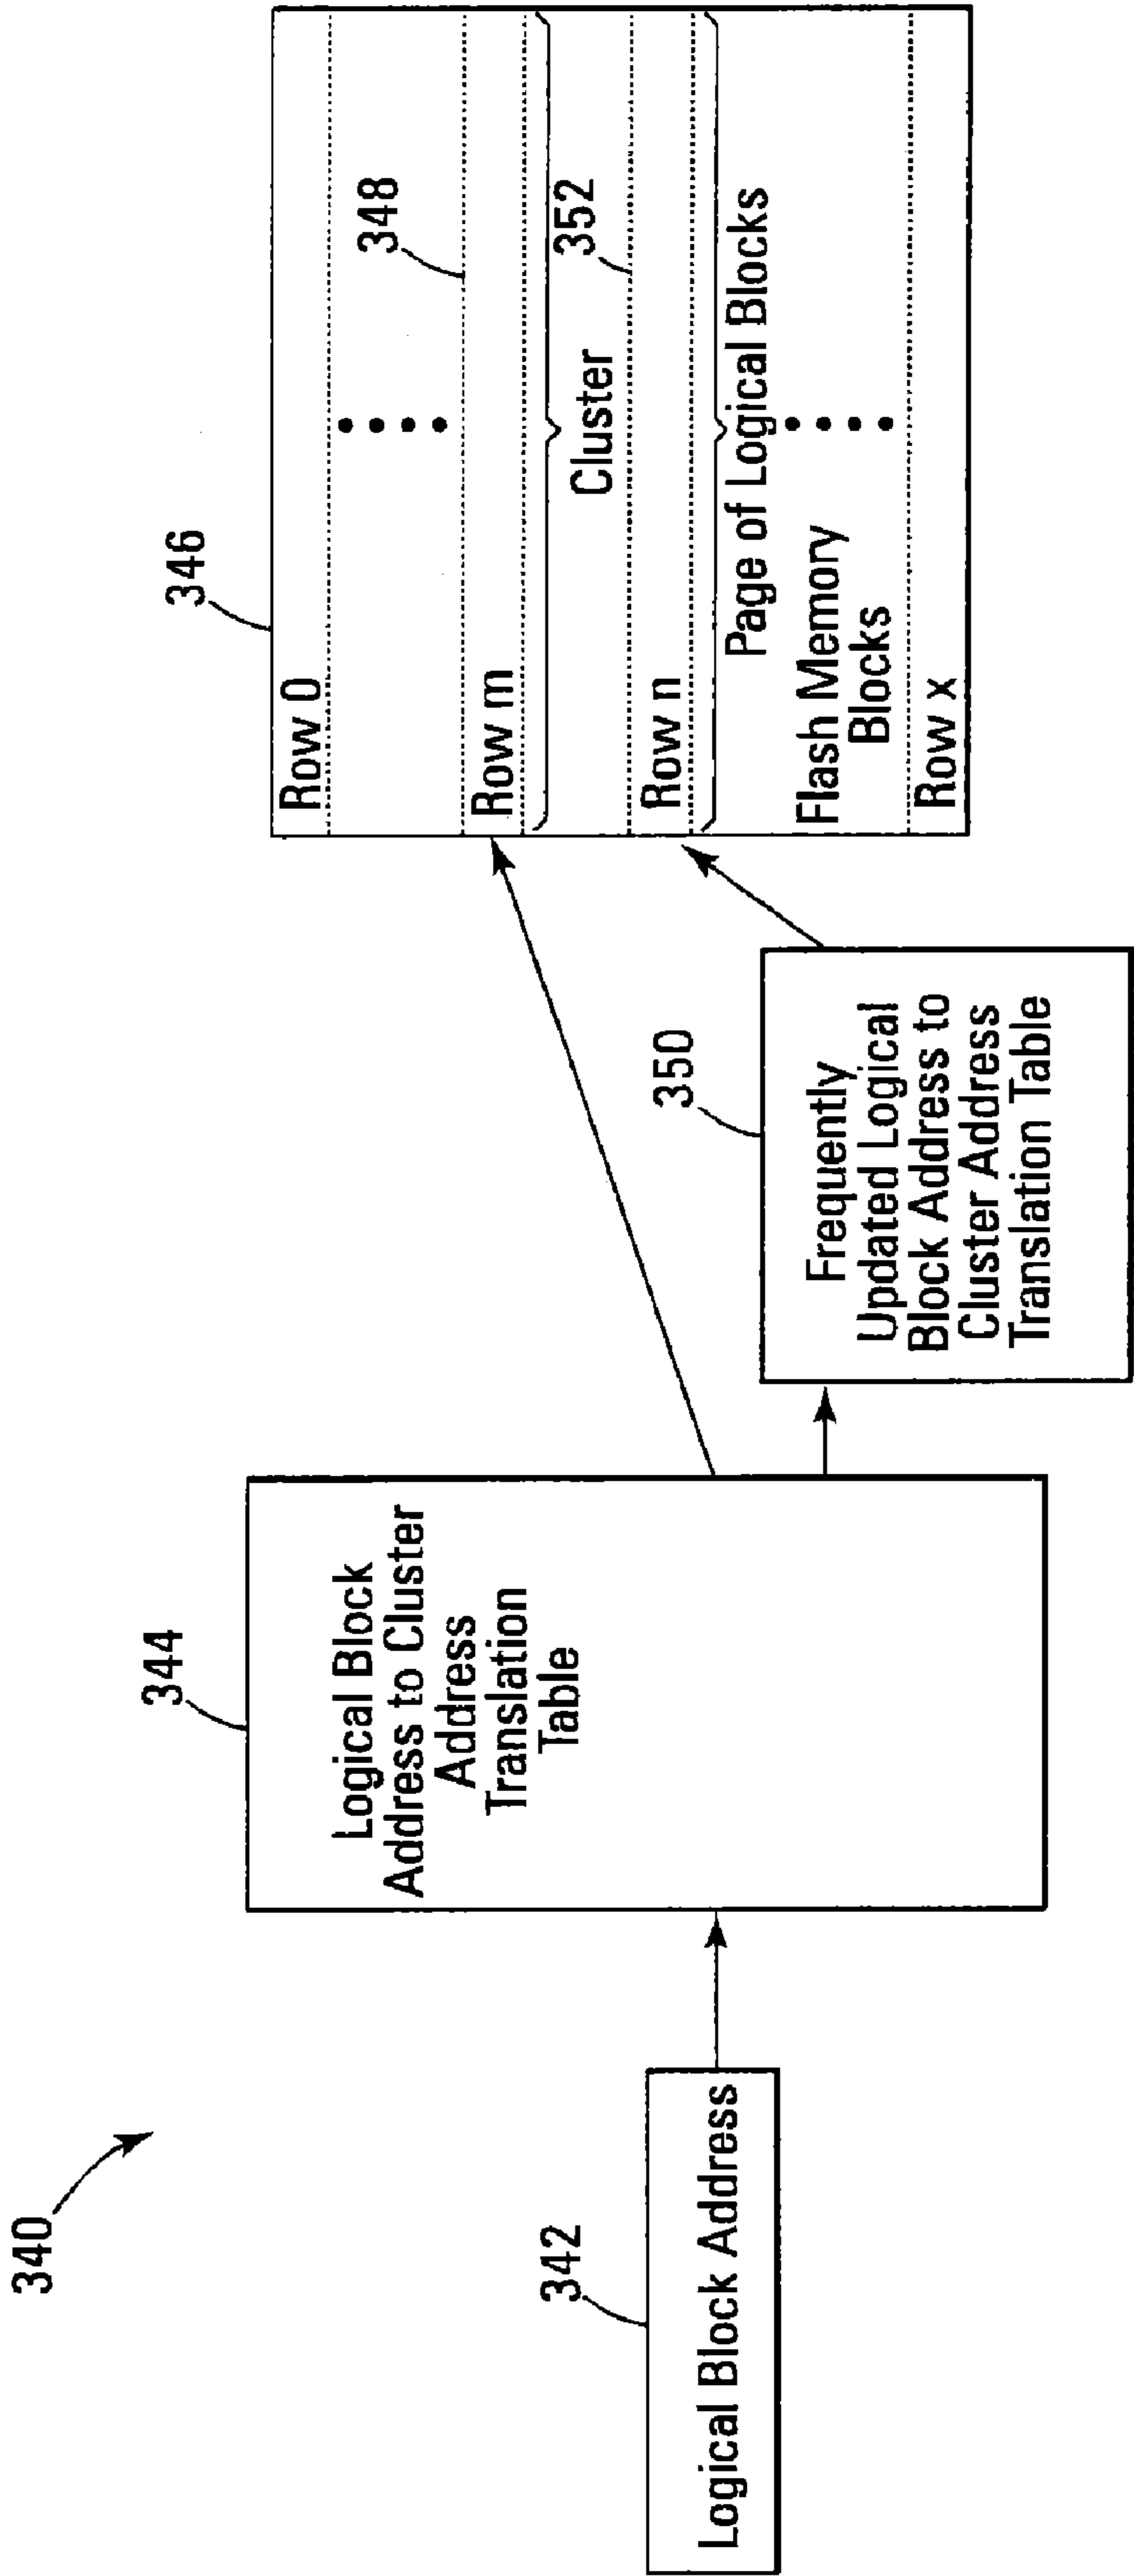 340
342
Logical Block Address
344
Logical Block
Address to Cluster
Address
Translation
Table
350
Frequently
Updated Logical
Block Address to
Cluster Address
Translation Table
346
Row 0
348
Row m
Cluster
352
Row n
Page of Logical Blocks
Flash Memory
Blocks
Row x